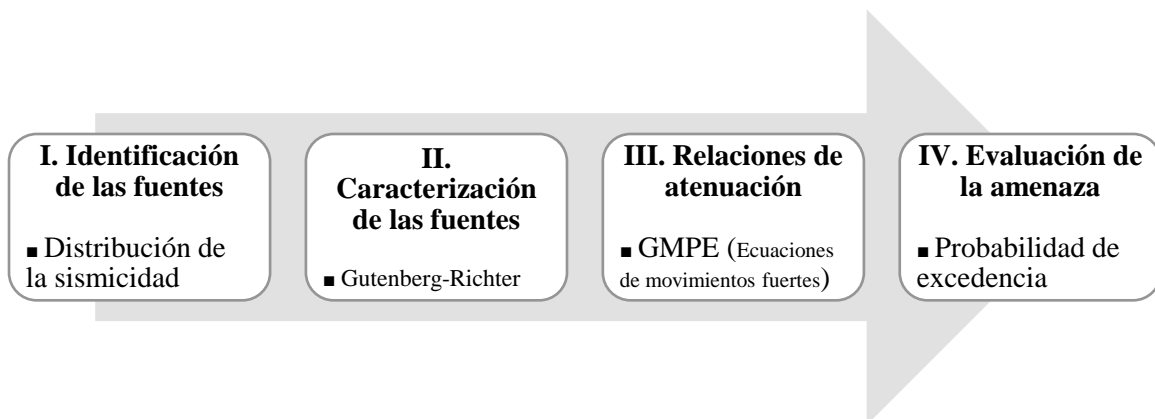 I. Identificación
de las fuentes
■ Distribución de
la sismicidad
II.
Caracterización
de las fuentes
■ Gutenberg-Richter
III. Relaciones de
atenuación
■ GMPE (Ecuaciones
de movimientos fuertes)
IV. Evaluación de
la amenaza
■ Probabilidad de
excedencia